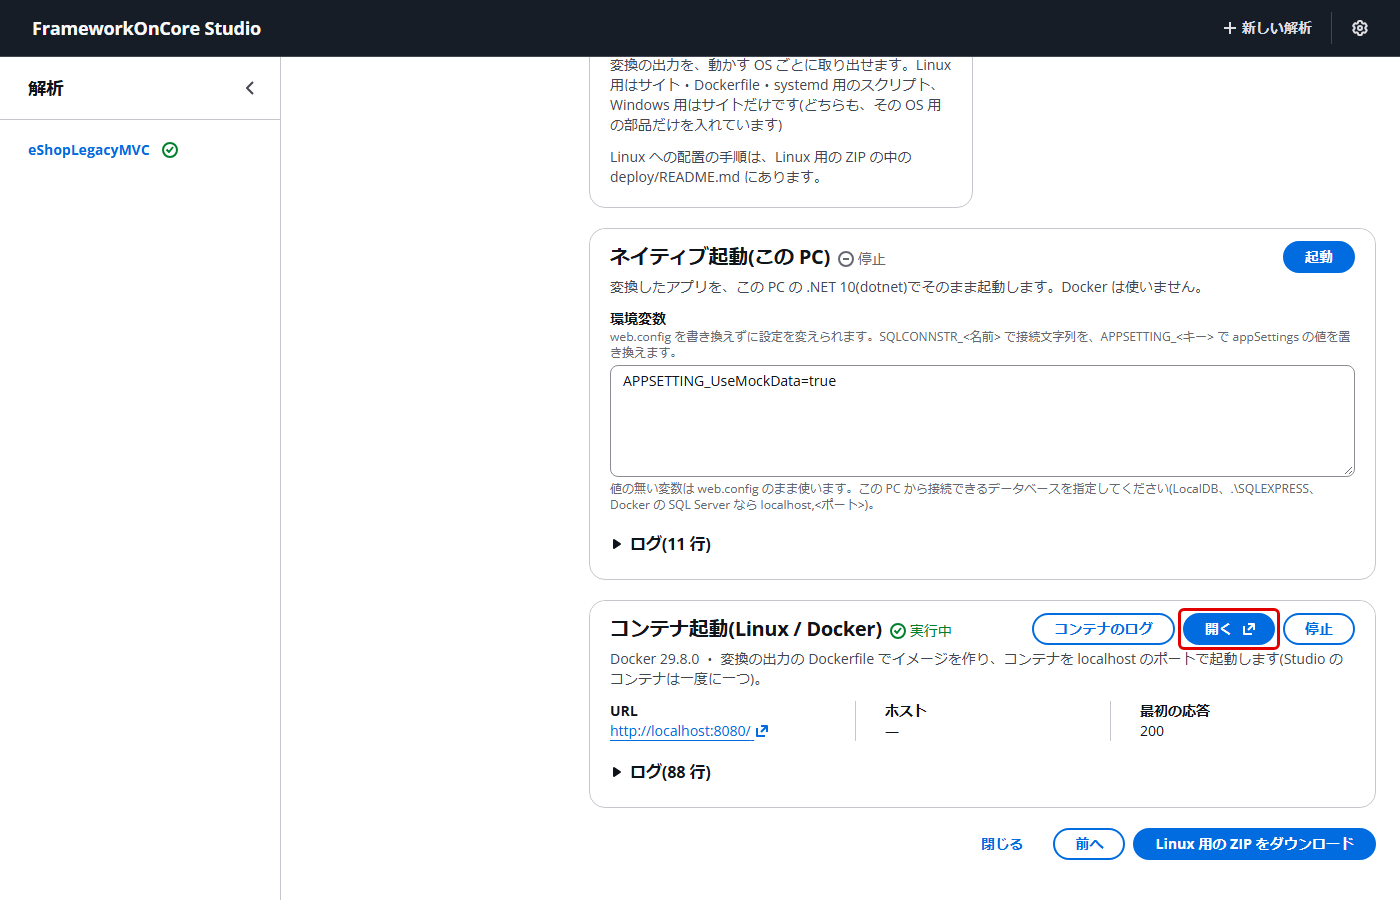 FrameworkOnCore Studio
新しい解析
解析
eShopLegacyMVC
変換の出力を、動かす OS ごとに取り出せます。Linux
用はサイト・Dockerfile・systemd 用のスクリプト、
Windows 用はサイトだけです(どちらも、その OS 用
の部品だけを入れています)
Linux への配置の手順は、Linux 用の ZIP の中の
deploy/README.md にあります。
ネイティブ起動(この PC) 停止
起動
変換したアプリを、この PC の .NET 10(dotnet)でそのまま起動します。Docker は使いません。
環境変数
web.config を書き換えずに設定を変えられます。SQLCONNSTR_<名前> で接続文字列を、APPSETTING_<キー> で appSettings の値を置
き換えます。
APPSETTING_UseMockData=true
値の無い変数は web.config のまま使います。この PC から接続できるデータベースを指定してください(LocalDB、.\SQLEXPRESS、
Docker の SQL Server なら localhost,<ポート>)。
ログ(11 行)
コンテナ起動(Linux / Docker) 実行中
コンテナのログ
開く
停止
Docker 29.8.0 ・ 変換の出力の Dockerfile でイメージを作り、コンテナを localhost のポートで起動します(Studio の
コンテナは一度に一つ)。
URL
http://localhost:8080/
ホスト
—
最初の応答
200
ログ(88 行)
閉じる
前へ
Linux 用の ZIP をダウンロード